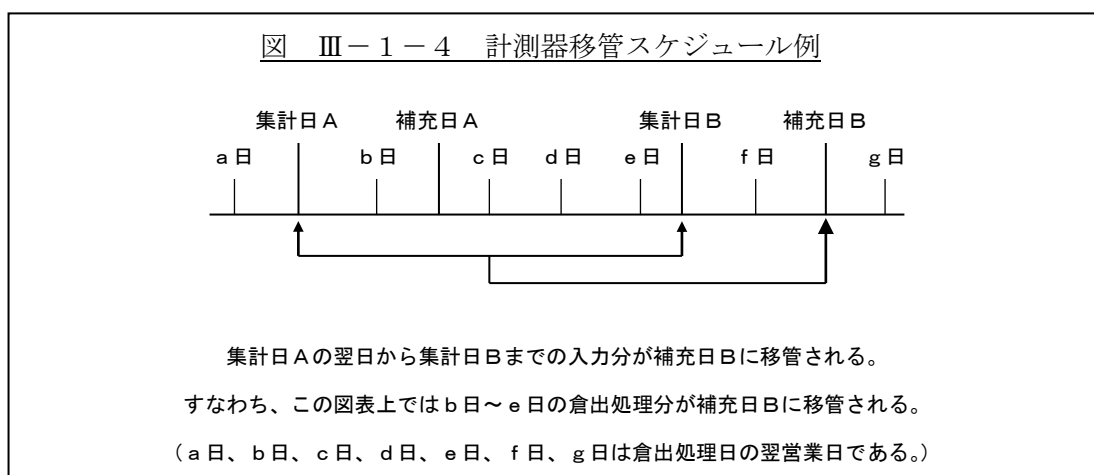 図　Ⅲ－１－４　計測器移管スケジュール例
集計日Ａ　補充日Ａ　集計日Ｂ　補充日Ｂ
ａ日　ｂ日　ｃ日　ｄ日　ｅ日　ｆ日　ｇ日
集計日Ａの翌日から集計日Ｂまでの入力分が補充日Ｂに移管される。
すなわち、この図表上ではｂ日～ｅ日の倉出処理分が補充日Ｂに移管される。
（ａ日、ｂ日、ｃ日、ｄ日、ｅ日、ｆ日、ｇ日は倉出処理日の翌営業日である。）